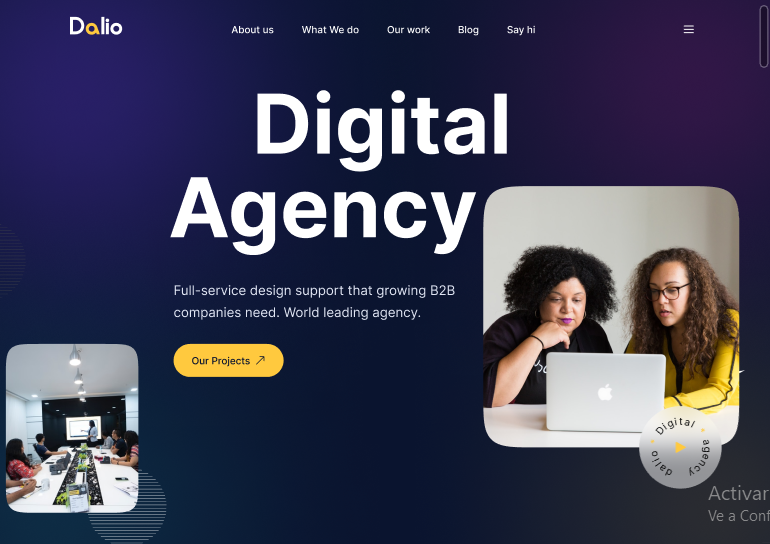 Dalio
About us
What We do
Our work
Blog
Say hi
Digital
Agency
Full-service design support that growing B2B
companies need. World leading agency.
Our Projects
Digital agency dalio
Activar
Ve a Conf